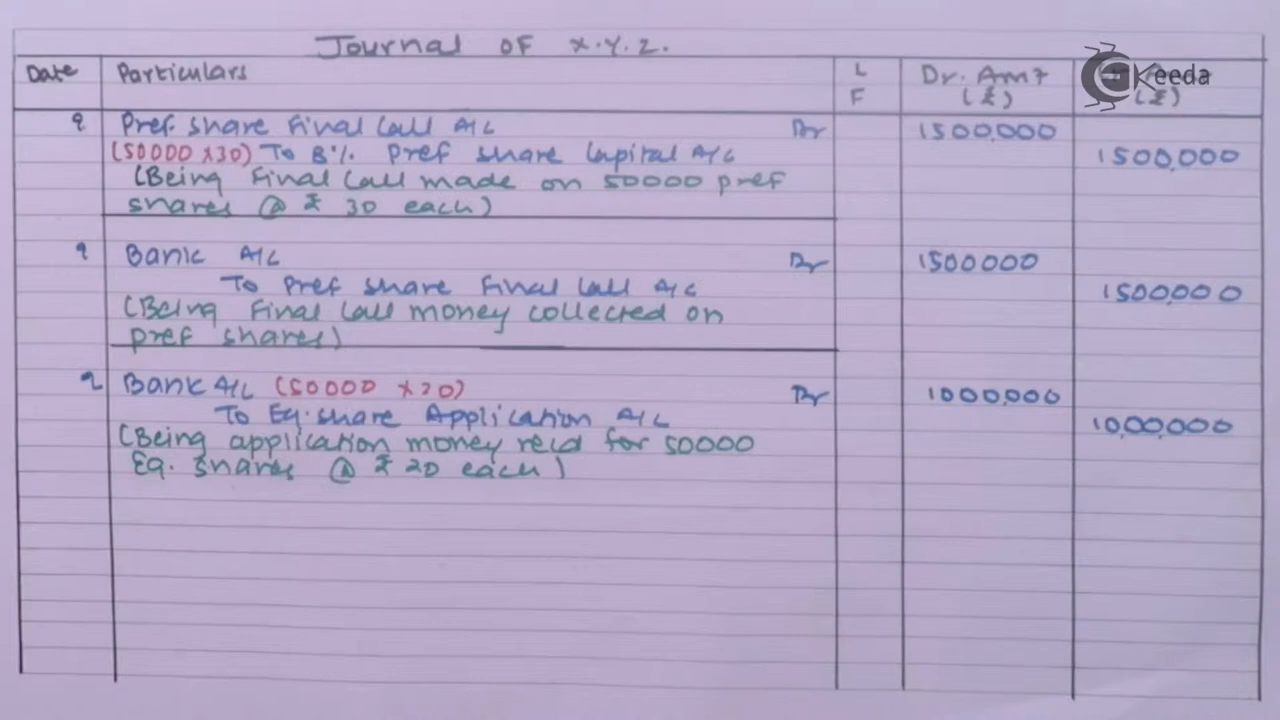 Journal OF X.Y.Z.
Date Particulars L F Dr. Amt (₹) (₹)
Keeda
q Pref share Final Call A/c Dr 1500,000
(50000 x30) To 8% Pref share Capital A/c 1500,000
(Being Final Call made on 50000 pref
shares @ ₹ 30 each)
q Bank A/c Dr 1500000
To Pref share Final Call A/c 1500,000
(Being Final Call money collected on
pref shares)
q Bank A/c (50000 x20) Dr 1000,000
To Eq. share Application A/c 10,00,000
(Being application money recd for 50000
Eq. shares @ ₹ 20 each)